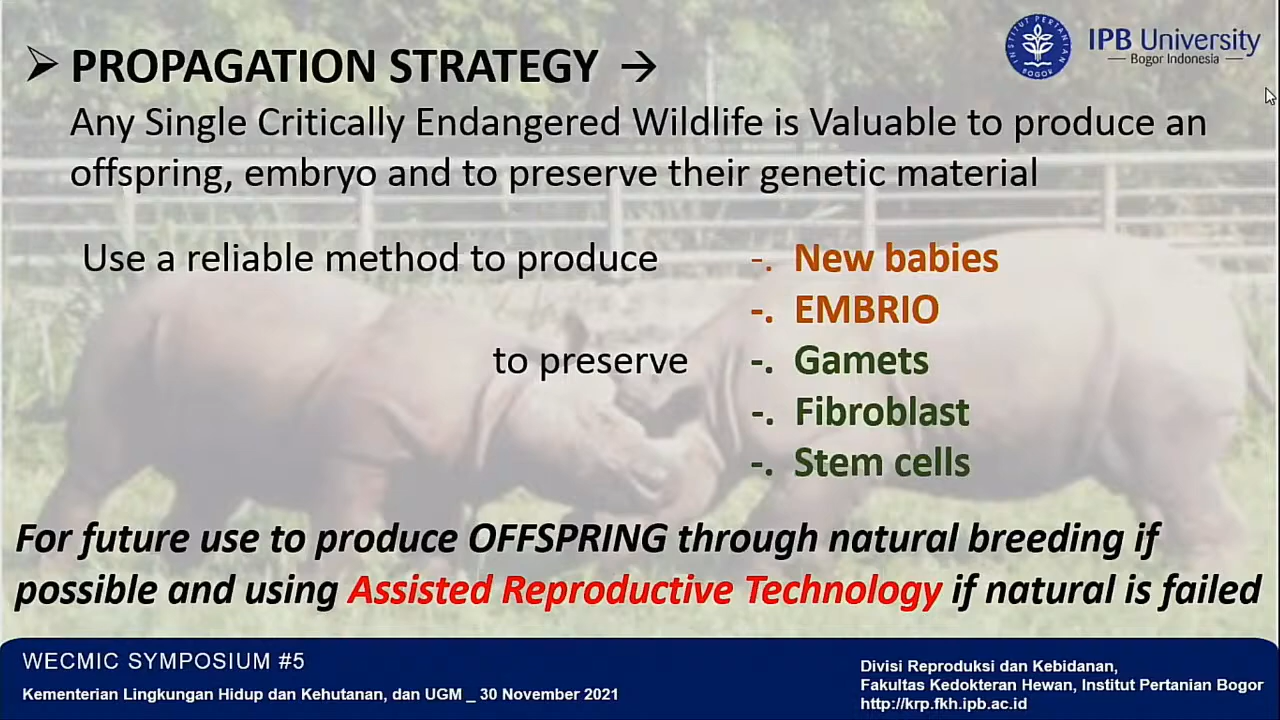 ➢ PROPAGATION STRATEGY →
Any Single Critically Endangered Wildlife is Valuable to produce an
offspring, embryo and to preserve their genetic material
Use a reliable method to produce -. New babies
-. EMBRIO
to preserve -. Gamets
-. Fibroblast
-. Stem cells
For future use to produce OFFSPRING through natural breeding if
possible and using Assisted Reproductive Technology if natural is failed
INSTITUT PERTANIAN
BOGOR
IPB University
— Bogor Indonesia —
WECMIC SYMPOSIUM #5
Kementerian Lingkungan Hidup dan Kehutanan, dan UGM _ 30 November 2021
Divisi Reproduksi dan Kebidanan,
Fakultas Kedokteran Hewan, Institut Pertanian Bogor
http://krp.fkh.ipb.ac.id